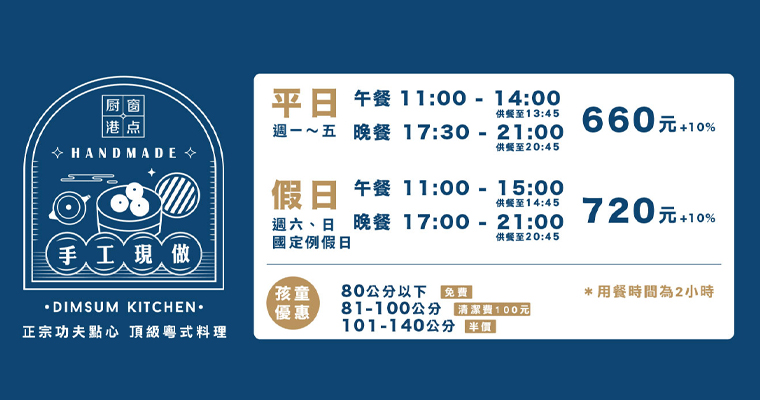 厨窗
港点
HANDMADE
手工現做
•DIMSUM KITCHEN•
正宗功夫點心 頂級粵式料理
平日
週一～五
午餐 11:00 - 14:00
供餐至13:45
晚餐 17:30 - 21:00
供餐至20:45
660元+10%
假日
週六、日
國定例假日
午餐 11:00 - 15:00
供餐至14:45
晚餐 17:00 - 21:00
供餐至20:45
720元+10%
孩童
優惠
80公分以下 免費
81-100公分 清潔費100元
101-140公分 半價
＊用餐時間為2小時